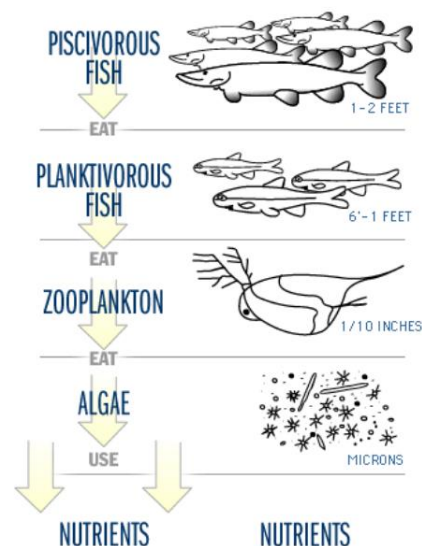 PISCIVOROUS
FISH
1-2 FEET
EAT
PLANKTIVOROUS
FISH
6'-1 FEET
EAT
ZOOPLANKTON
1/10 INCHES
EAT
ALGAE
USE
MICRONS
NUTRIENTS NUTRIENTS